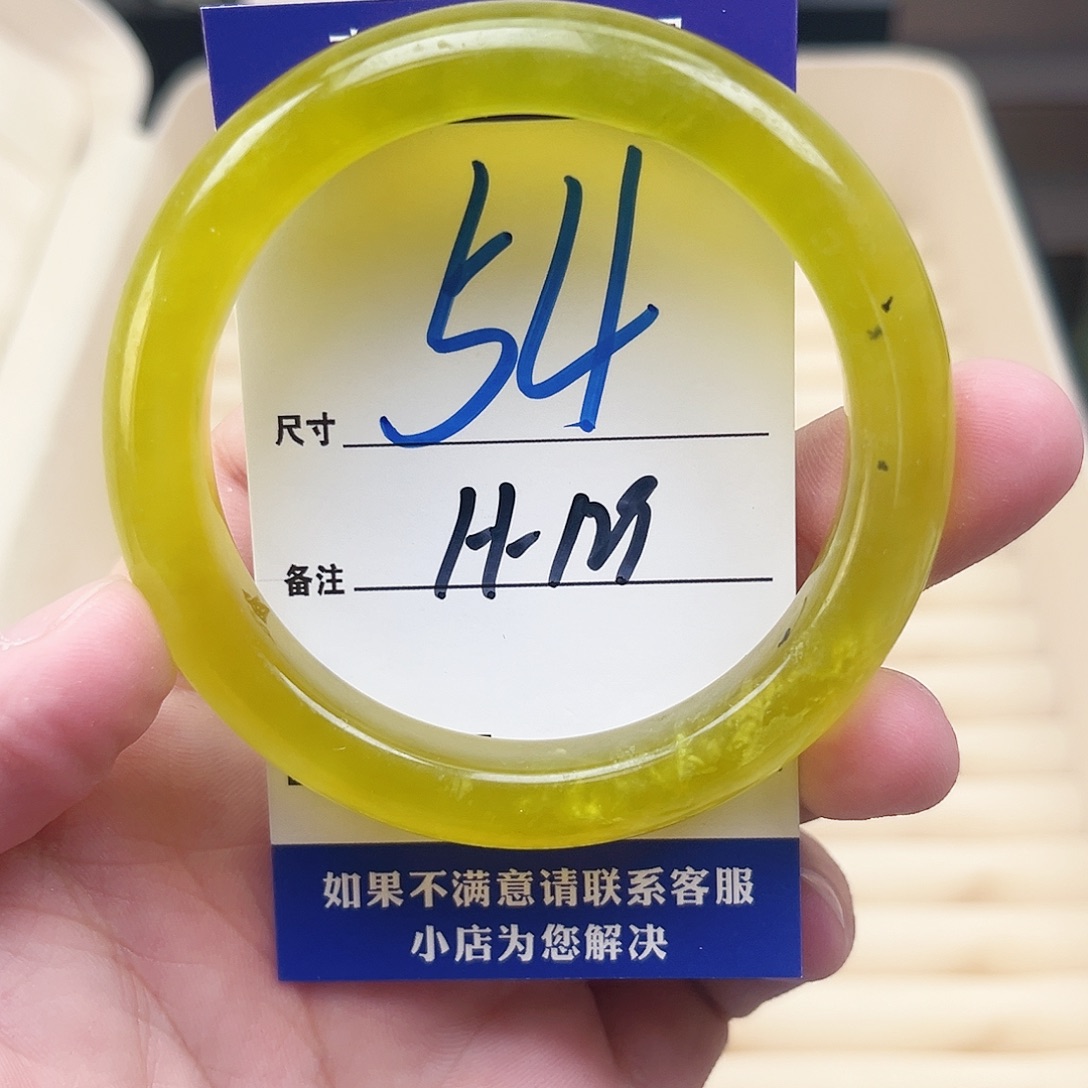 尺寸 54
备注 H-M
如果不满意请联系客服
小店为您解决